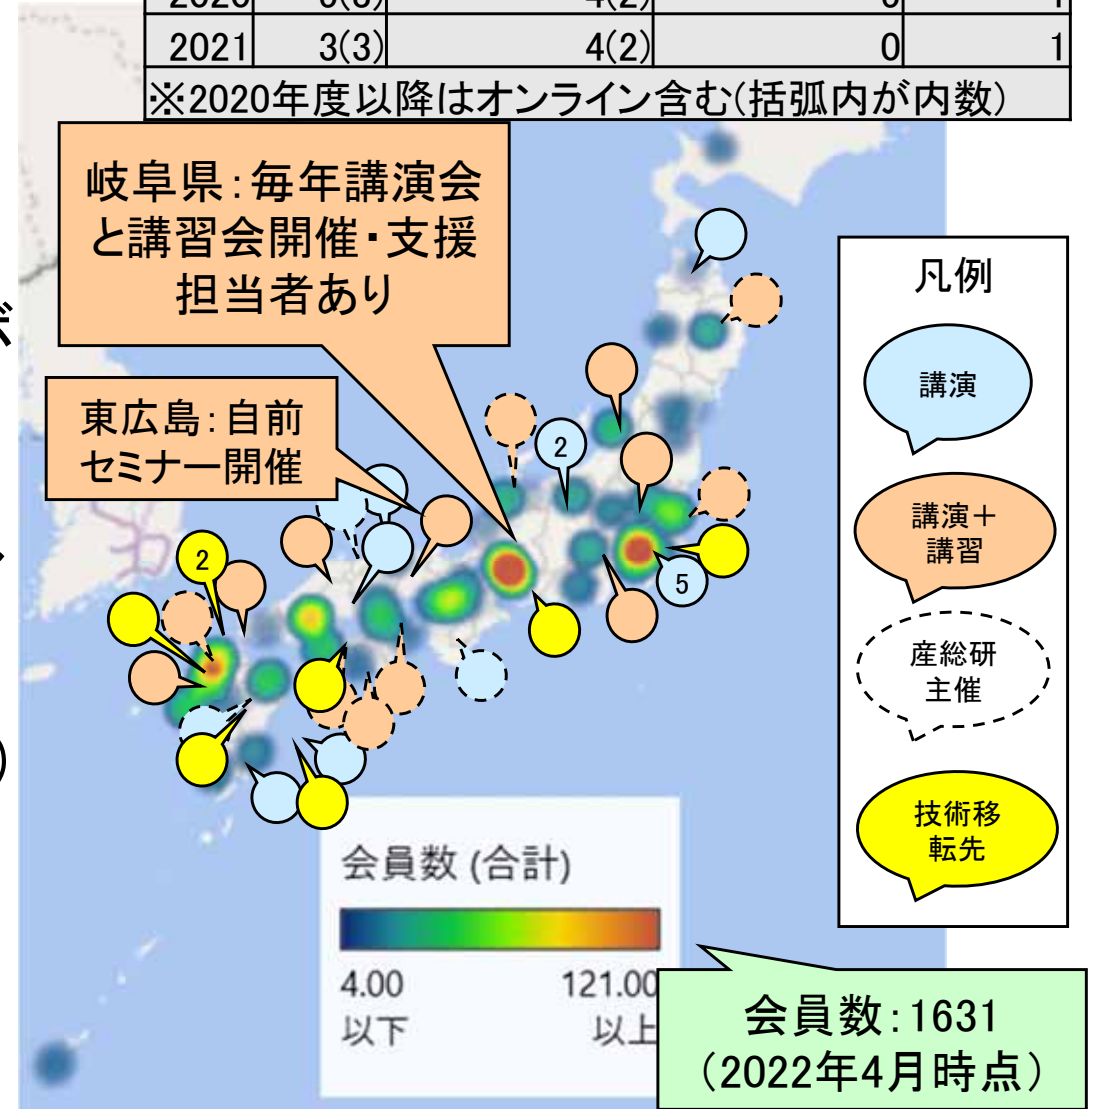 2021 3(3) 4(2) 0 1
※2020年度以降はオンライン含む(括弧内が内数)
岐阜県:毎年講演会
と講習会開催・支援
担当者あり
東広島:自前
セミナー開催
2
2
5
凡例
講演
講演+
講習
産総研
主催
技術移
転先
会員数 (合計)
4.00
以下
121.00
以上
会員数:1631
(2022年4月時点)